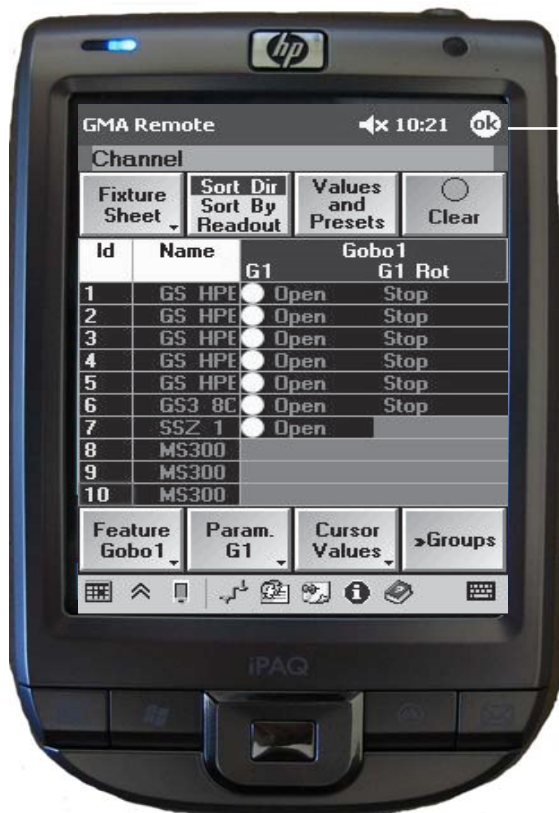 hp
GMA Remote 10:21 ok
Channel
Fixture Sheet
Sort Dir
Sort By
Readout
Values and Presets
Clear
Id Name Gobo1
G1 G1 Rot
1 GS HPE Open Stop
2 GS HPE Open Stop
3 GS HPE Open Stop
4 GS HPE Open Stop
5 GS HPE Open Stop
6 GS3 8C Open Stop
7 SSZ 1 Open
8 MS300
9 MS300
10 MS300
Feature Gobo1
Param. G1
Cursor Values
»Groups
iPAQ
ok